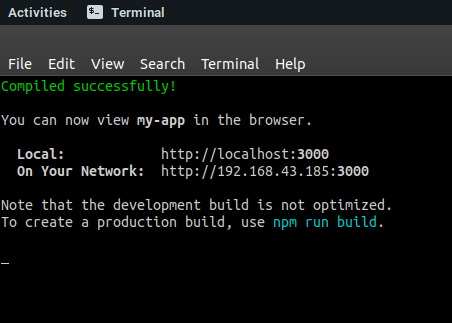 Activities Terminal
File Edit View Search Terminal Help
Compiled successfully!
You can now view my-app in the browser.
Local: http://localhost:3000
On Your Network: http://192.168.43.185:3000
Note that the development build is not optimized.
To create a production build, use npm run build.